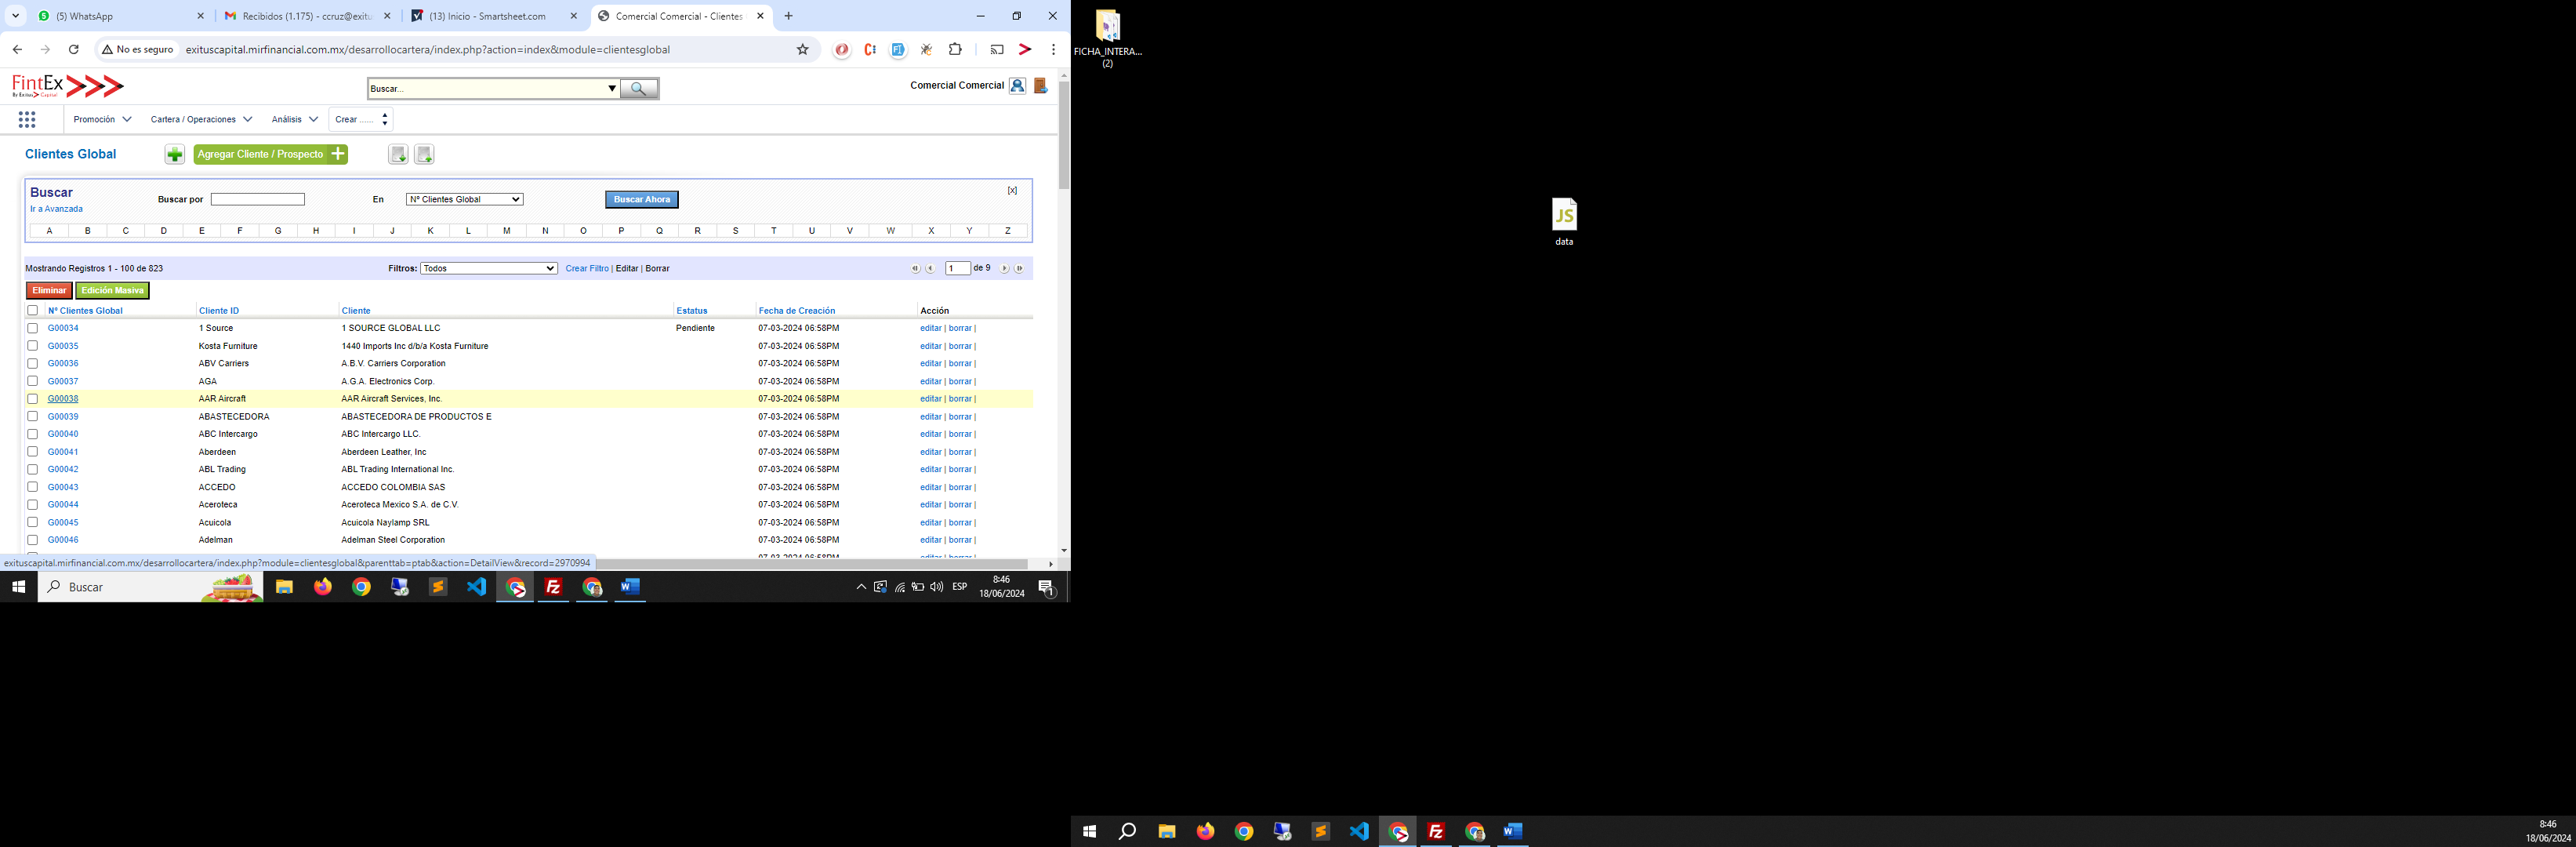 (5) WhatsApp
Recibidos (1.175) - ccruz@exitu
(13) Inicio - Smartsheet.com
Comercial Comercial - Clientes
No es seguro
exituscapital.mirfinancial.com.mx/desarrollocartera/index.php?action=index&module=clientesglobal
FintEx
By Exitus Capital
Buscar...
Comercial Comercial
Promoción
Cartera / Operaciones
Análisis
Crear ......
Clientes Global
Agregar Cliente / Prospecto
Buscar
Ir a Avanzada
Buscar por
En
Nº Clientes Global
Buscar Ahora
[X]
A B C D E F G H I J K L M N O P Q R S T U V W X Y Z
Mostrando Registros 1 - 100 de 823
Filtros: Todos
Crear Filtro | Editar | Borrar
1 de 9
Eliminar
Edición Masiva
Nº Clientes Global Cliente ID Cliente Estatus Fecha de Creación Acción
G00034 1 Source 1 SOURCE GLOBAL LLC Pendiente 07-03-2024 06:58PM editar | borrar |
G00035 Kosta Furniture 1440 Imports Inc d/b/a Kosta Furniture 07-03-2024 06:58PM editar | borrar |
G00036 ABV Carriers A.B.V. Carriers Corporation 07-03-2024 06:58PM editar | borrar |
G00037 AGA A.G.A. Electronics Corp. 07-03-2024 06:58PM editar | borrar |
G00038 AAR Aircraft AAR Aircraft Services, Inc. 07-03-2024 06:58PM editar | borrar |
G00039 ABASTECEDORA ABASTECEDORA DE PRODUCTOS E 07-03-2024 06:58PM editar | borrar |
G00040 ABC Intercargo ABC Intercargo LLC. 07-03-2024 06:58PM editar | borrar |
G00041 Aberdeen Aberdeen Leather, Inc 07-03-2024 06:58PM editar | borrar |
G00042 ABL Trading ABL Trading International Inc. 07-03-2024 06:58PM editar | borrar |
G00043 ACCEDO ACCEDO COLOMBIA SAS 07-03-2024 06:58PM editar | borrar |
G00044 Aceroteca Aceroteca Mexico S.A. de C.V. 07-03-2024 06:58PM editar | borrar |
G00045 Acuicola Acuicola Naylamp SRL 07-03-2024 06:58PM editar | borrar |
G00046 Adelman Adelman Steel Corporation 07-03-2024 06:58PM editar | borrar |
07-03-2024 06:58PM editar | borrar |
exituscapital.mirfinancial.com.mx/desarrollocartera/index.php?module=clientesglobal&parenttab=ptab&action=DetailView&record=2970994
Buscar
ESP
8:46
18/06/2024
1
FICHA_INTERA...
(2)
JS
data
8:46
18/06/2024